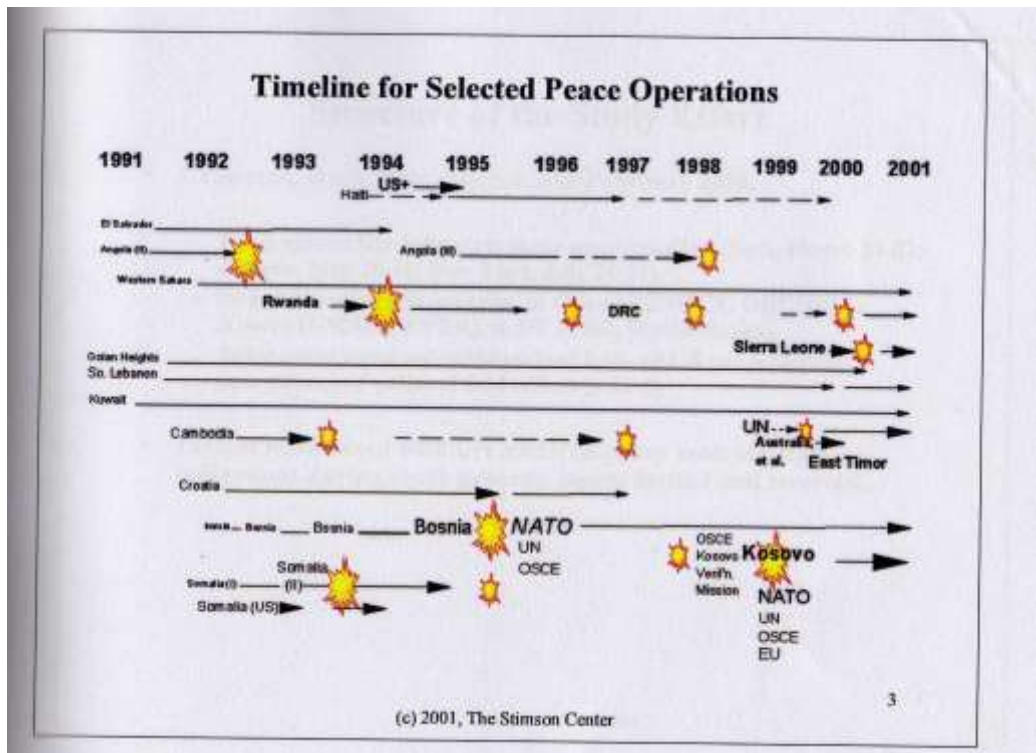 Timeline for Selected Peace Operations
1991 1992 1993 1994 1995 1996 1997 1998 1999 2000 2001
US+
Haiti
El Salvador
Angola (II) Angola (III)
Western Sahara
Rwanda DRC
Sierra Leone
Golan Heights
So. Lebanon
Kuwait
UN
Cambodia
Australia,
et al. East Timor
Croatia
Bosnia Bosnia Bosnia NATO
UN
OSCE
OSCE
Kosovo Kosovo
Verif'n.
Mission
Somalia
Somalia (I) (II)
Somalia (US)
NATO
UN
OSCE
EU
3
(c) 2001, The Stimson Center